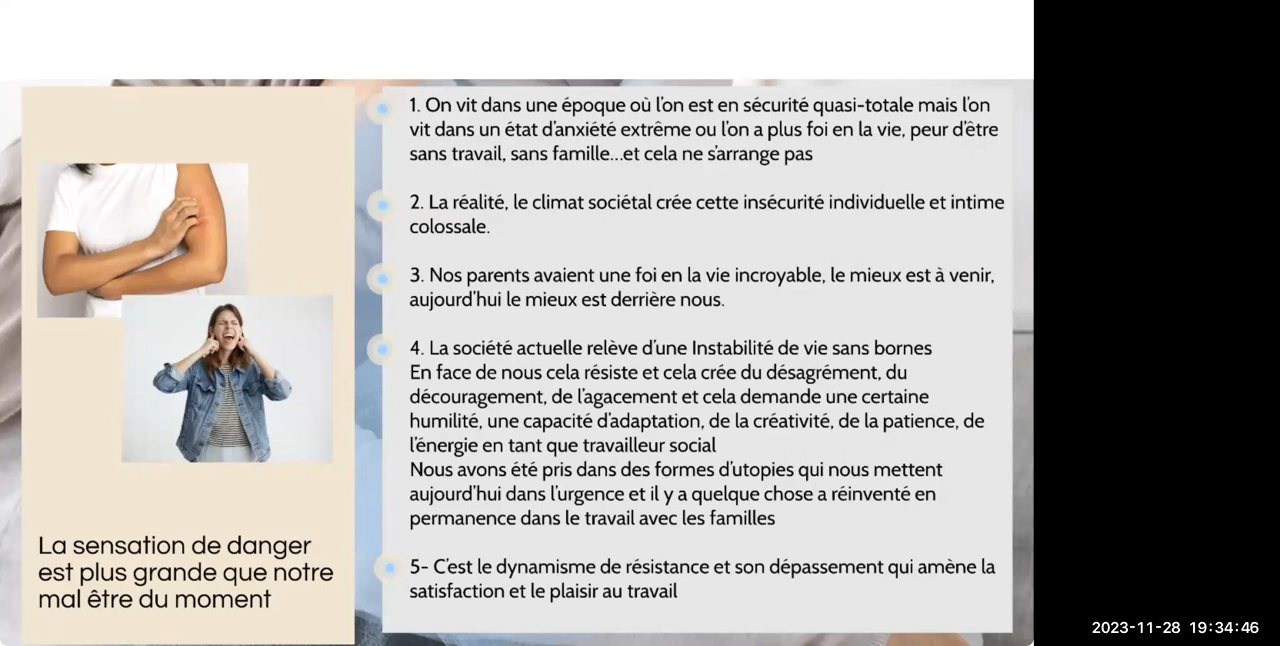 1. On vit dans une époque où l'on est en sécurité quasi-totale mais l'on
vit dans un état d'anxiété extrême ou l'on a plus foi en la vie, peur d'être
sans travail, sans famille...et cela ne s'arrange pas
2. La réalité, le climat sociétal crée cette insécurité individuelle et intime
colossale.
3. Nos parents avaient une foi en la vie incroyable, le mieux est à venir,
aujourd'hui le mieux est derrière nous.
4. La société actuelle relève d'une Instabilité de vie sans bornes
En face de nous cela résiste et cela crée du désagrément, du
découragement, de l'agacement et cela demande une certaine
humilité, une capacité d'adaptation, de la créativité, de la patience, de
l'énergie en tant que travailleur social
Nous avons été pris dans des formes d'utopies qui nous mettent
aujourd'hui dans l'urgence et il y a quelque chose a réinventé en
permanence dans le travail avec les familles
5- C'est le dynamisme de résistance et son dépassement qui amène la
satisfaction et le plaisir au travail
La sensation de danger
est plus grande que notre
mal être du moment
2023-11-28 19:34:46